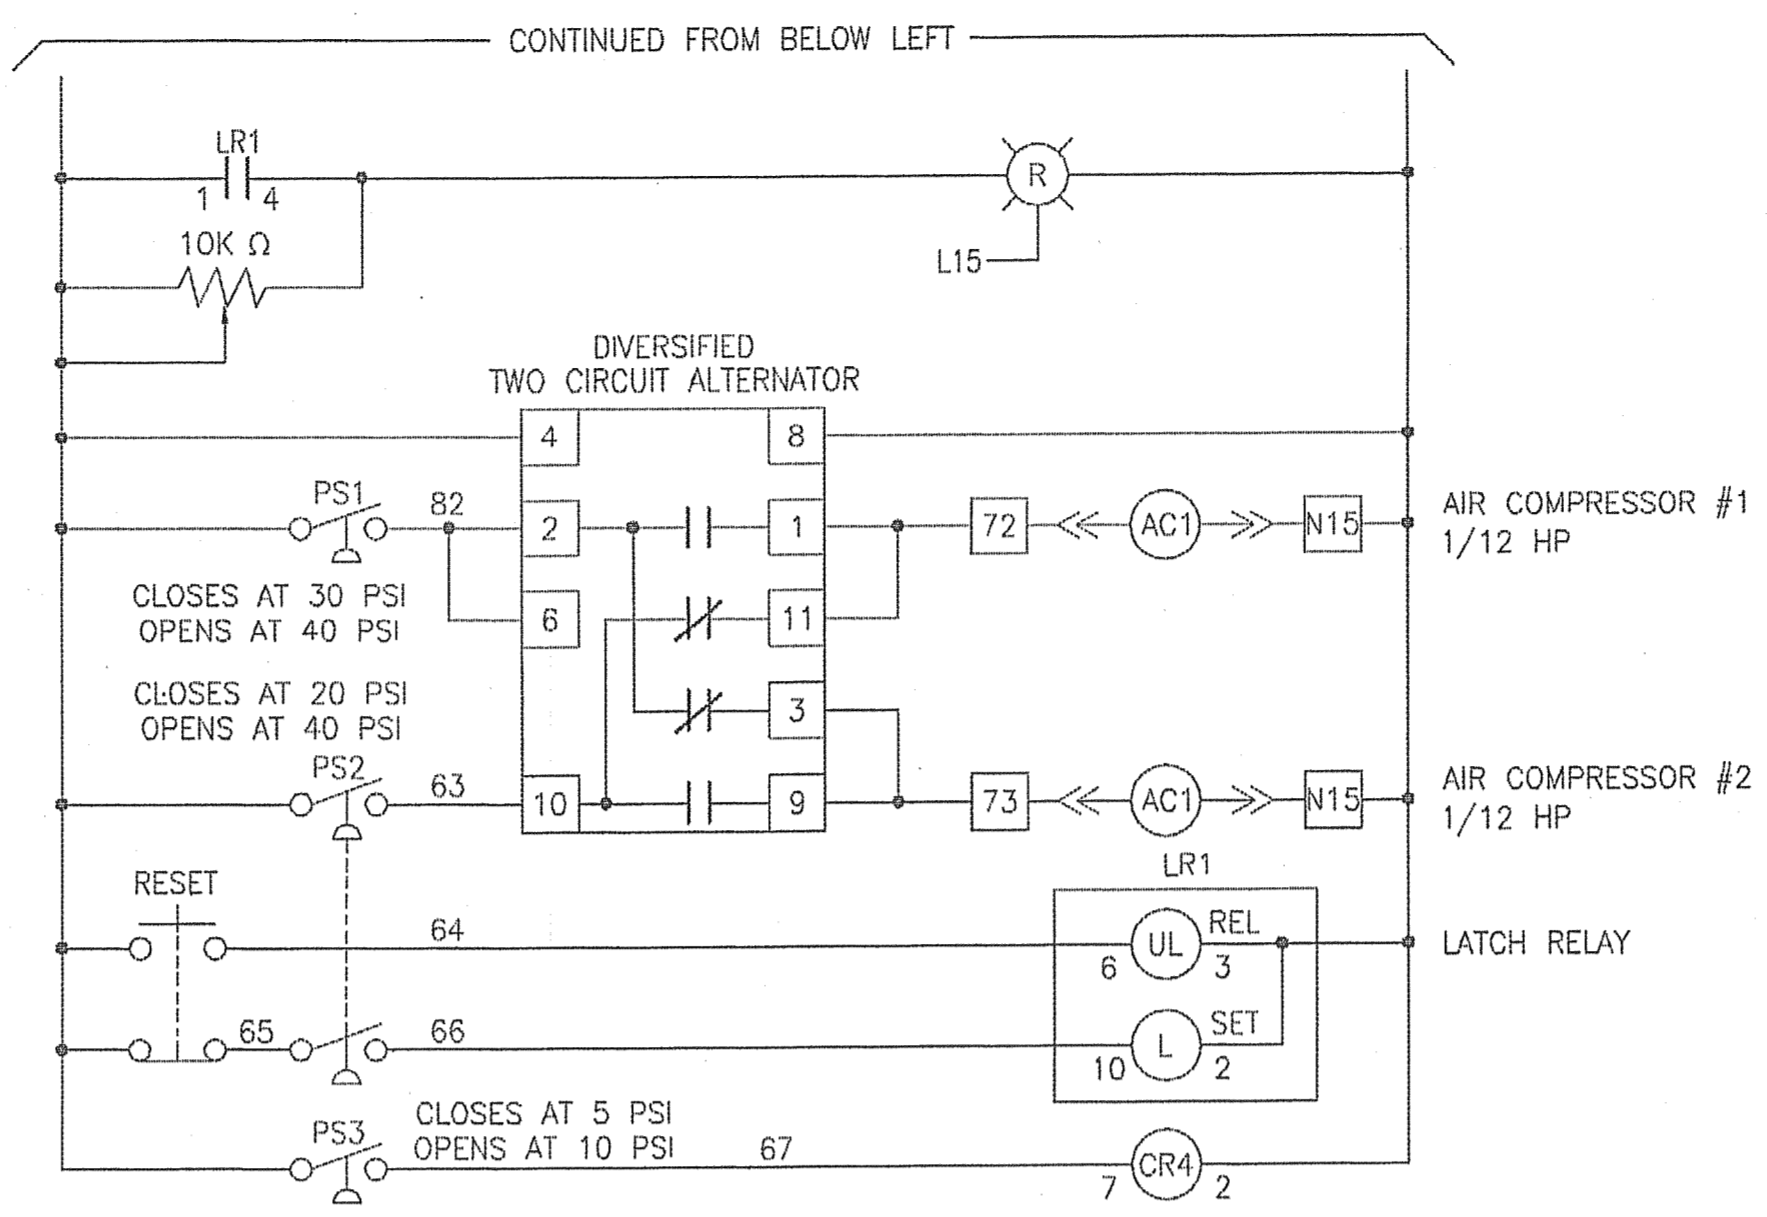 CONTINUED FROM BELOW LEFT
LR1
1 4
R
10K Ω
L15
DIVERSIFIED
TWO CIRCUIT ALTERNATOR
4 8
PS1 82 2 1 72 AC1 N15
AIR COMPRESSOR #1
1/12 HP
CLOSES AT 30 PSI
OPENS AT 40 PSI
6 11
CLOSES AT 20 PSI
OPENS AT 40 PSI
3
PS2 63 10 9 73 AC1 N15
AIR COMPRESSOR #2
1/12 HP
LR1
RESET
64 UL REL
6 3
LATCH RELAY
65 66 L SET
10 2
CLOSES AT 5 PSI
OPENS AT 10 PSI
PS3 67 CR4
7 2